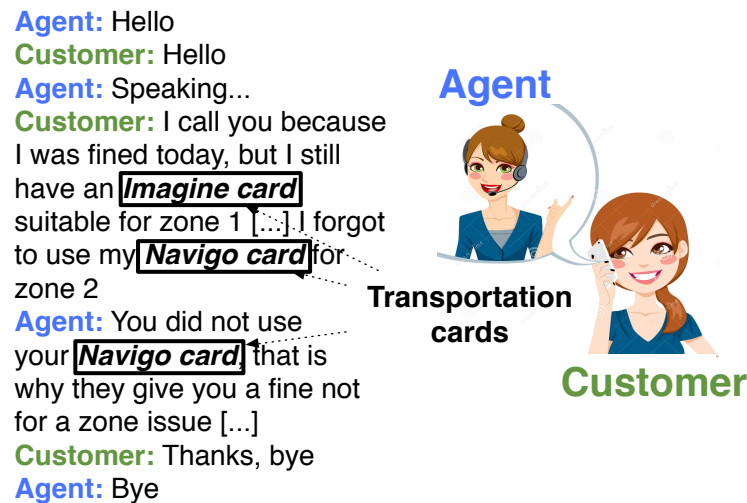 Agent: Hello
Customer: Hello
Agent: Speaking...
Customer: I call you because
I was fined today, but I still
have an Imagine card
suitable for zone 1 [...] I forgot
to use my Navigo card for
zone 2
Agent: You did not use
your Navigo card, that is
why they give you a fine not
for a zone issue [...]
Customer: Thanks, bye
Agent: Bye
Agent
Transportation
cards
Customer